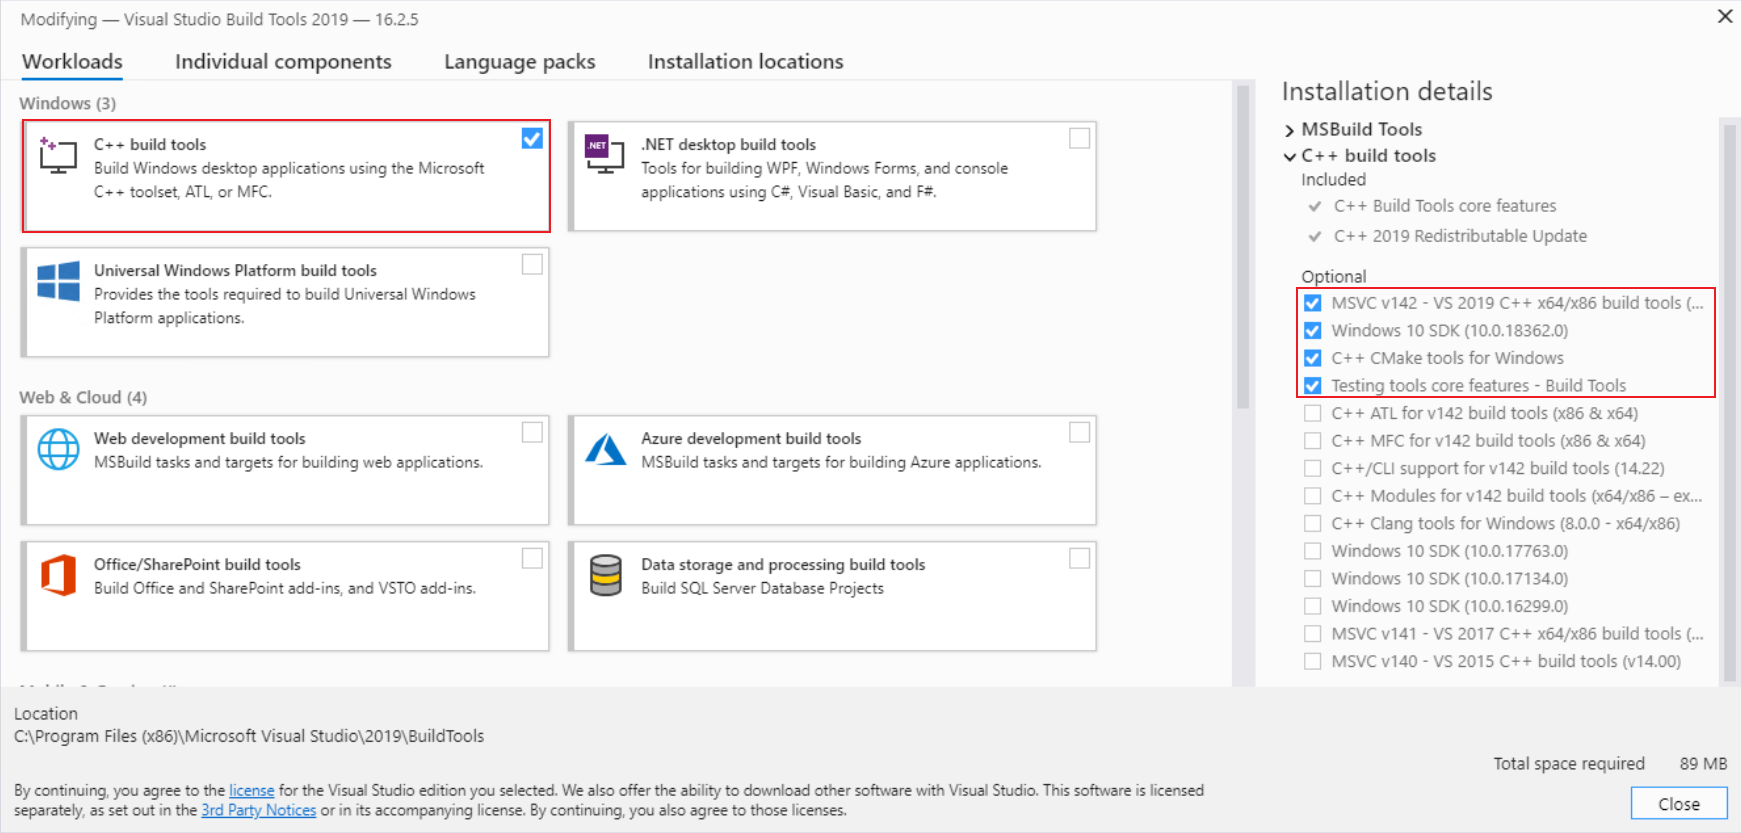 Modifying — Visual Studio Build Tools 2019 — 16.2.5
Workloads
Individual components
Language packs
Installation locations
Windows (3)
C++ build tools
Build Windows desktop applications using the Microsoft
C++ toolset, ATL, or MFC.
.NET
.NET desktop build tools
Tools for building WPF, Windows Forms, and console
applications using C#, Visual Basic, and F#.
Universal Windows Platform build tools
Provides the tools required to build Universal Windows
Platform applications.
Web & Cloud (4)
Web development build tools
MSBuild tasks and targets for building web applications.
Azure development build tools
MSBuild tasks and targets for building Azure applications.
Office/SharePoint build tools
Build Office and SharePoint add-ins, and VSTO add-ins.
Data storage and processing build tools
Build SQL Server Database Projects
Installation details
MSBuild Tools
C++ build tools
Included
C++ Build Tools core features
C++ 2019 Redistributable Update
Optional
MSVC v142 - VS 2019 C++ x64/x86 build tools (...
Windows 10 SDK (10.0.18362.0)
C++ CMake tools for Windows
Testing tools core features - Build Tools
C++ ATL for v142 build tools (x86 & x64)
C++ MFC for v142 build tools (x86 & x64)
C++/CLI support for v142 build tools (14.22)
C++ Modules for v142 build tools (x64/x86 – ex...
C++ Clang tools for Windows (8.0.0 - x64/x86)
Windows 10 SDK (10.0.17763.0)
Windows 10 SDK (10.0.17134.0)
Windows 10 SDK (10.0.16299.0)
MSVC v141 - VS 2017 C++ x64/x86 build tools (...
MSVC v140 - VS 2015 C++ build tools (v14.00)
Location
C:\Program Files (x86)\Microsoft Visual Studio\2019\BuildTools
Total space required 89 MB
By continuing, you agree to the license for the Visual Studio edition you selected. We also offer the ability to download other software with Visual Studio. This software is licensed
separately, as set out in the 3rd Party Notices or in its accompanying license. By continuing, you also agree to those licenses.
Close